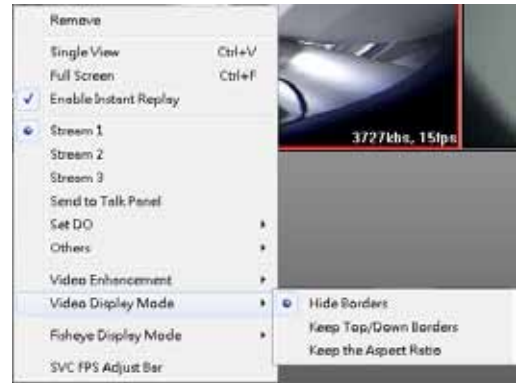 Remove
Single View Ctrl+V
Full Screen Ctrl+F
Enable Instant Replay
3727kbs, 15fps
Stream 1
Stream 2
Stream 3
Send to Talk Panel
Set DO
Others
Video Enhancement
Video Display Mode
Hide Borders
Keep Top/Down Borders
Keep the Aspect Ratio
Fisheye Display Mode
SVC FPS Adjust Bar